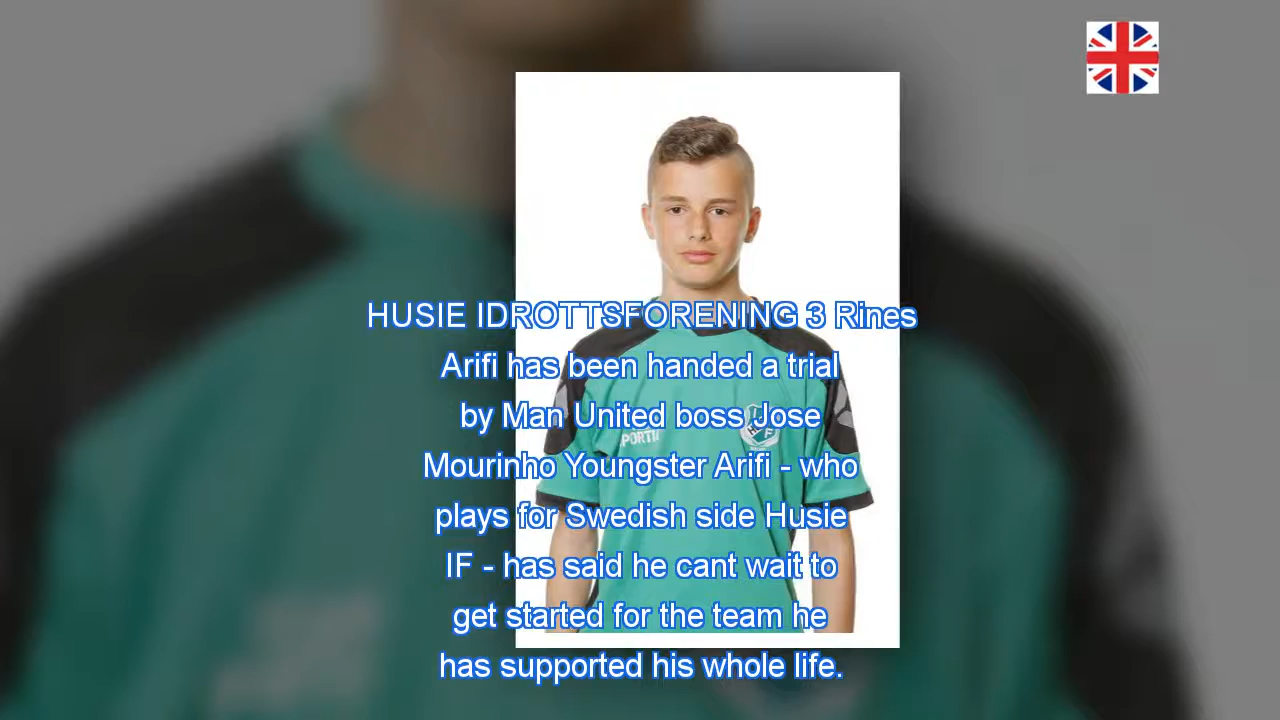 HUSIE IDROTTSFORENING 3 Rines
Arifi has been handed a trial
by Man United boss Jose
Mourinho Youngster Arifi - who
plays for Swedish side Husie
IF - has said he cant wait to
get started for the team he
has supported his whole life.